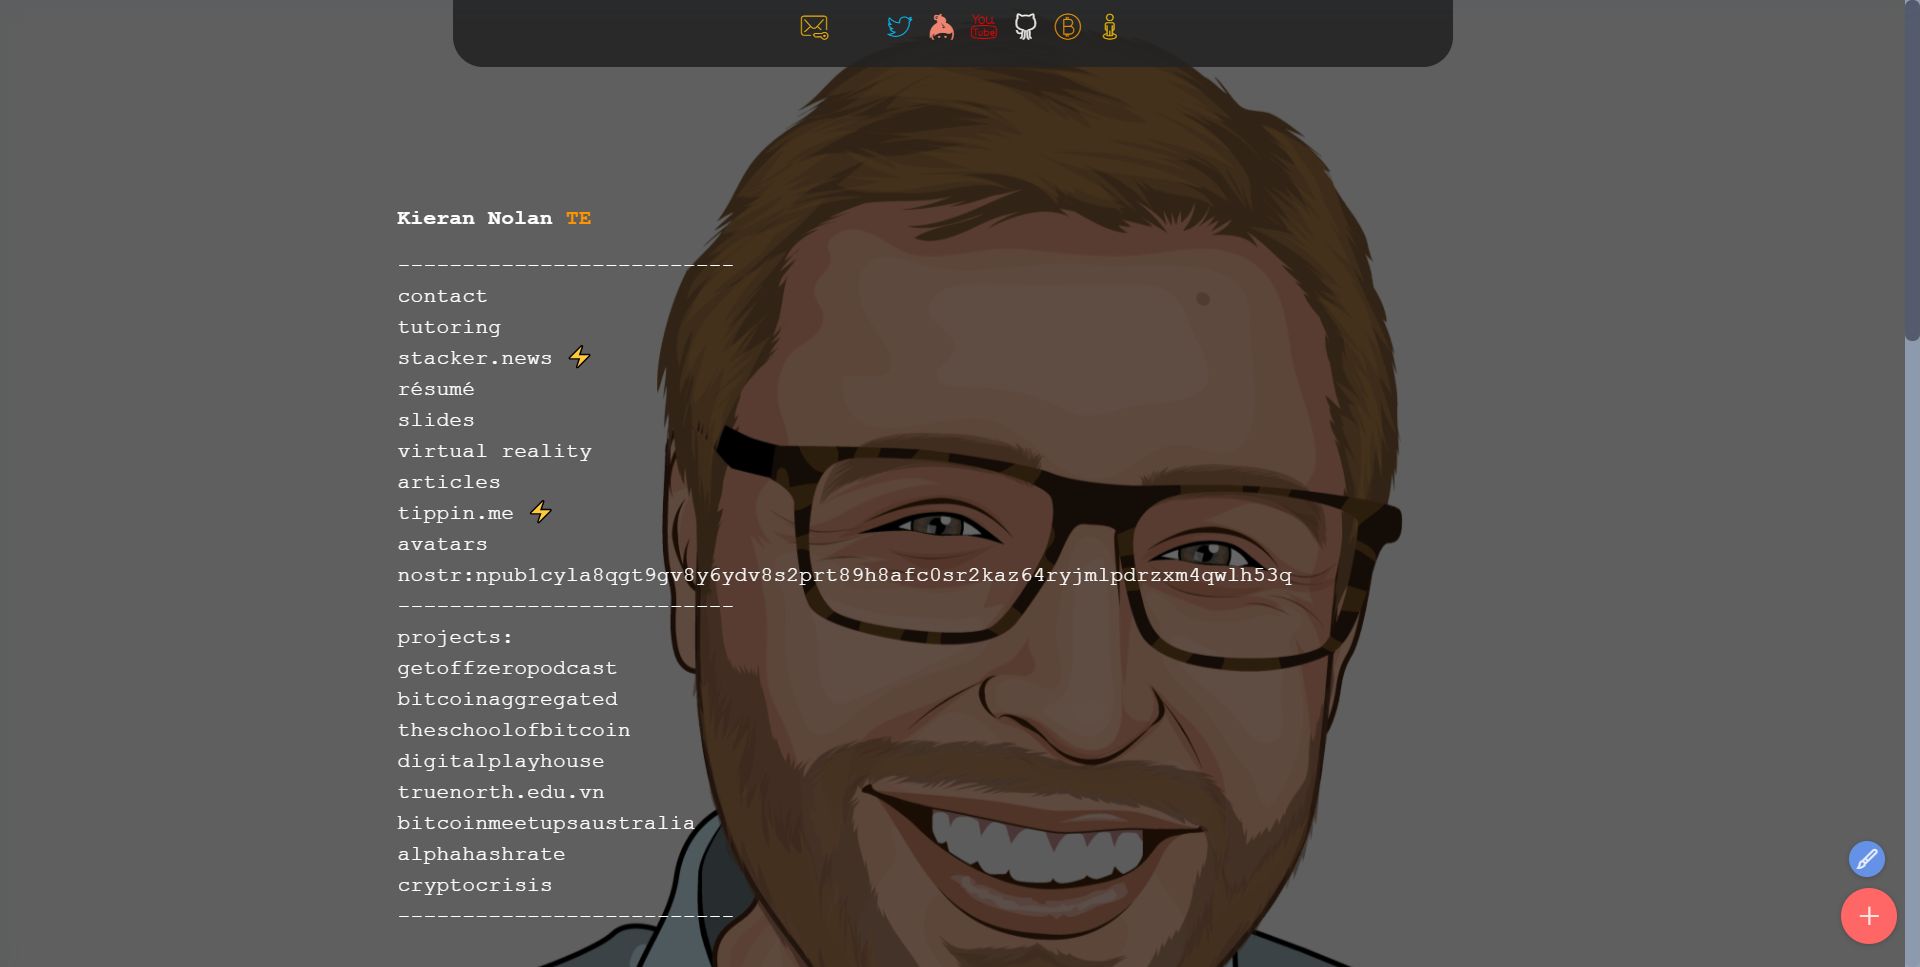 You
Tube
Kieran Nolan TE
--------------------------
contact
tutoring
stacker.news ⚡
résumé
slides
virtual reality
articles
tippin.me ⚡
avatars
nostr:npub1cyla8qgt9gv8y6ydv8s2prt89h8afc0sr2kaz64ryjmlpdrzxm4qwlh53q
--------------------------
projects:
getoffzeropodcast
bitcoinaggregated
theschoolofbitcoin
digitalplayhouse
truenorth.edu.vn
bitcoinmeetupsaustralia
alphahashrate
cryptocrisis
--------------------------